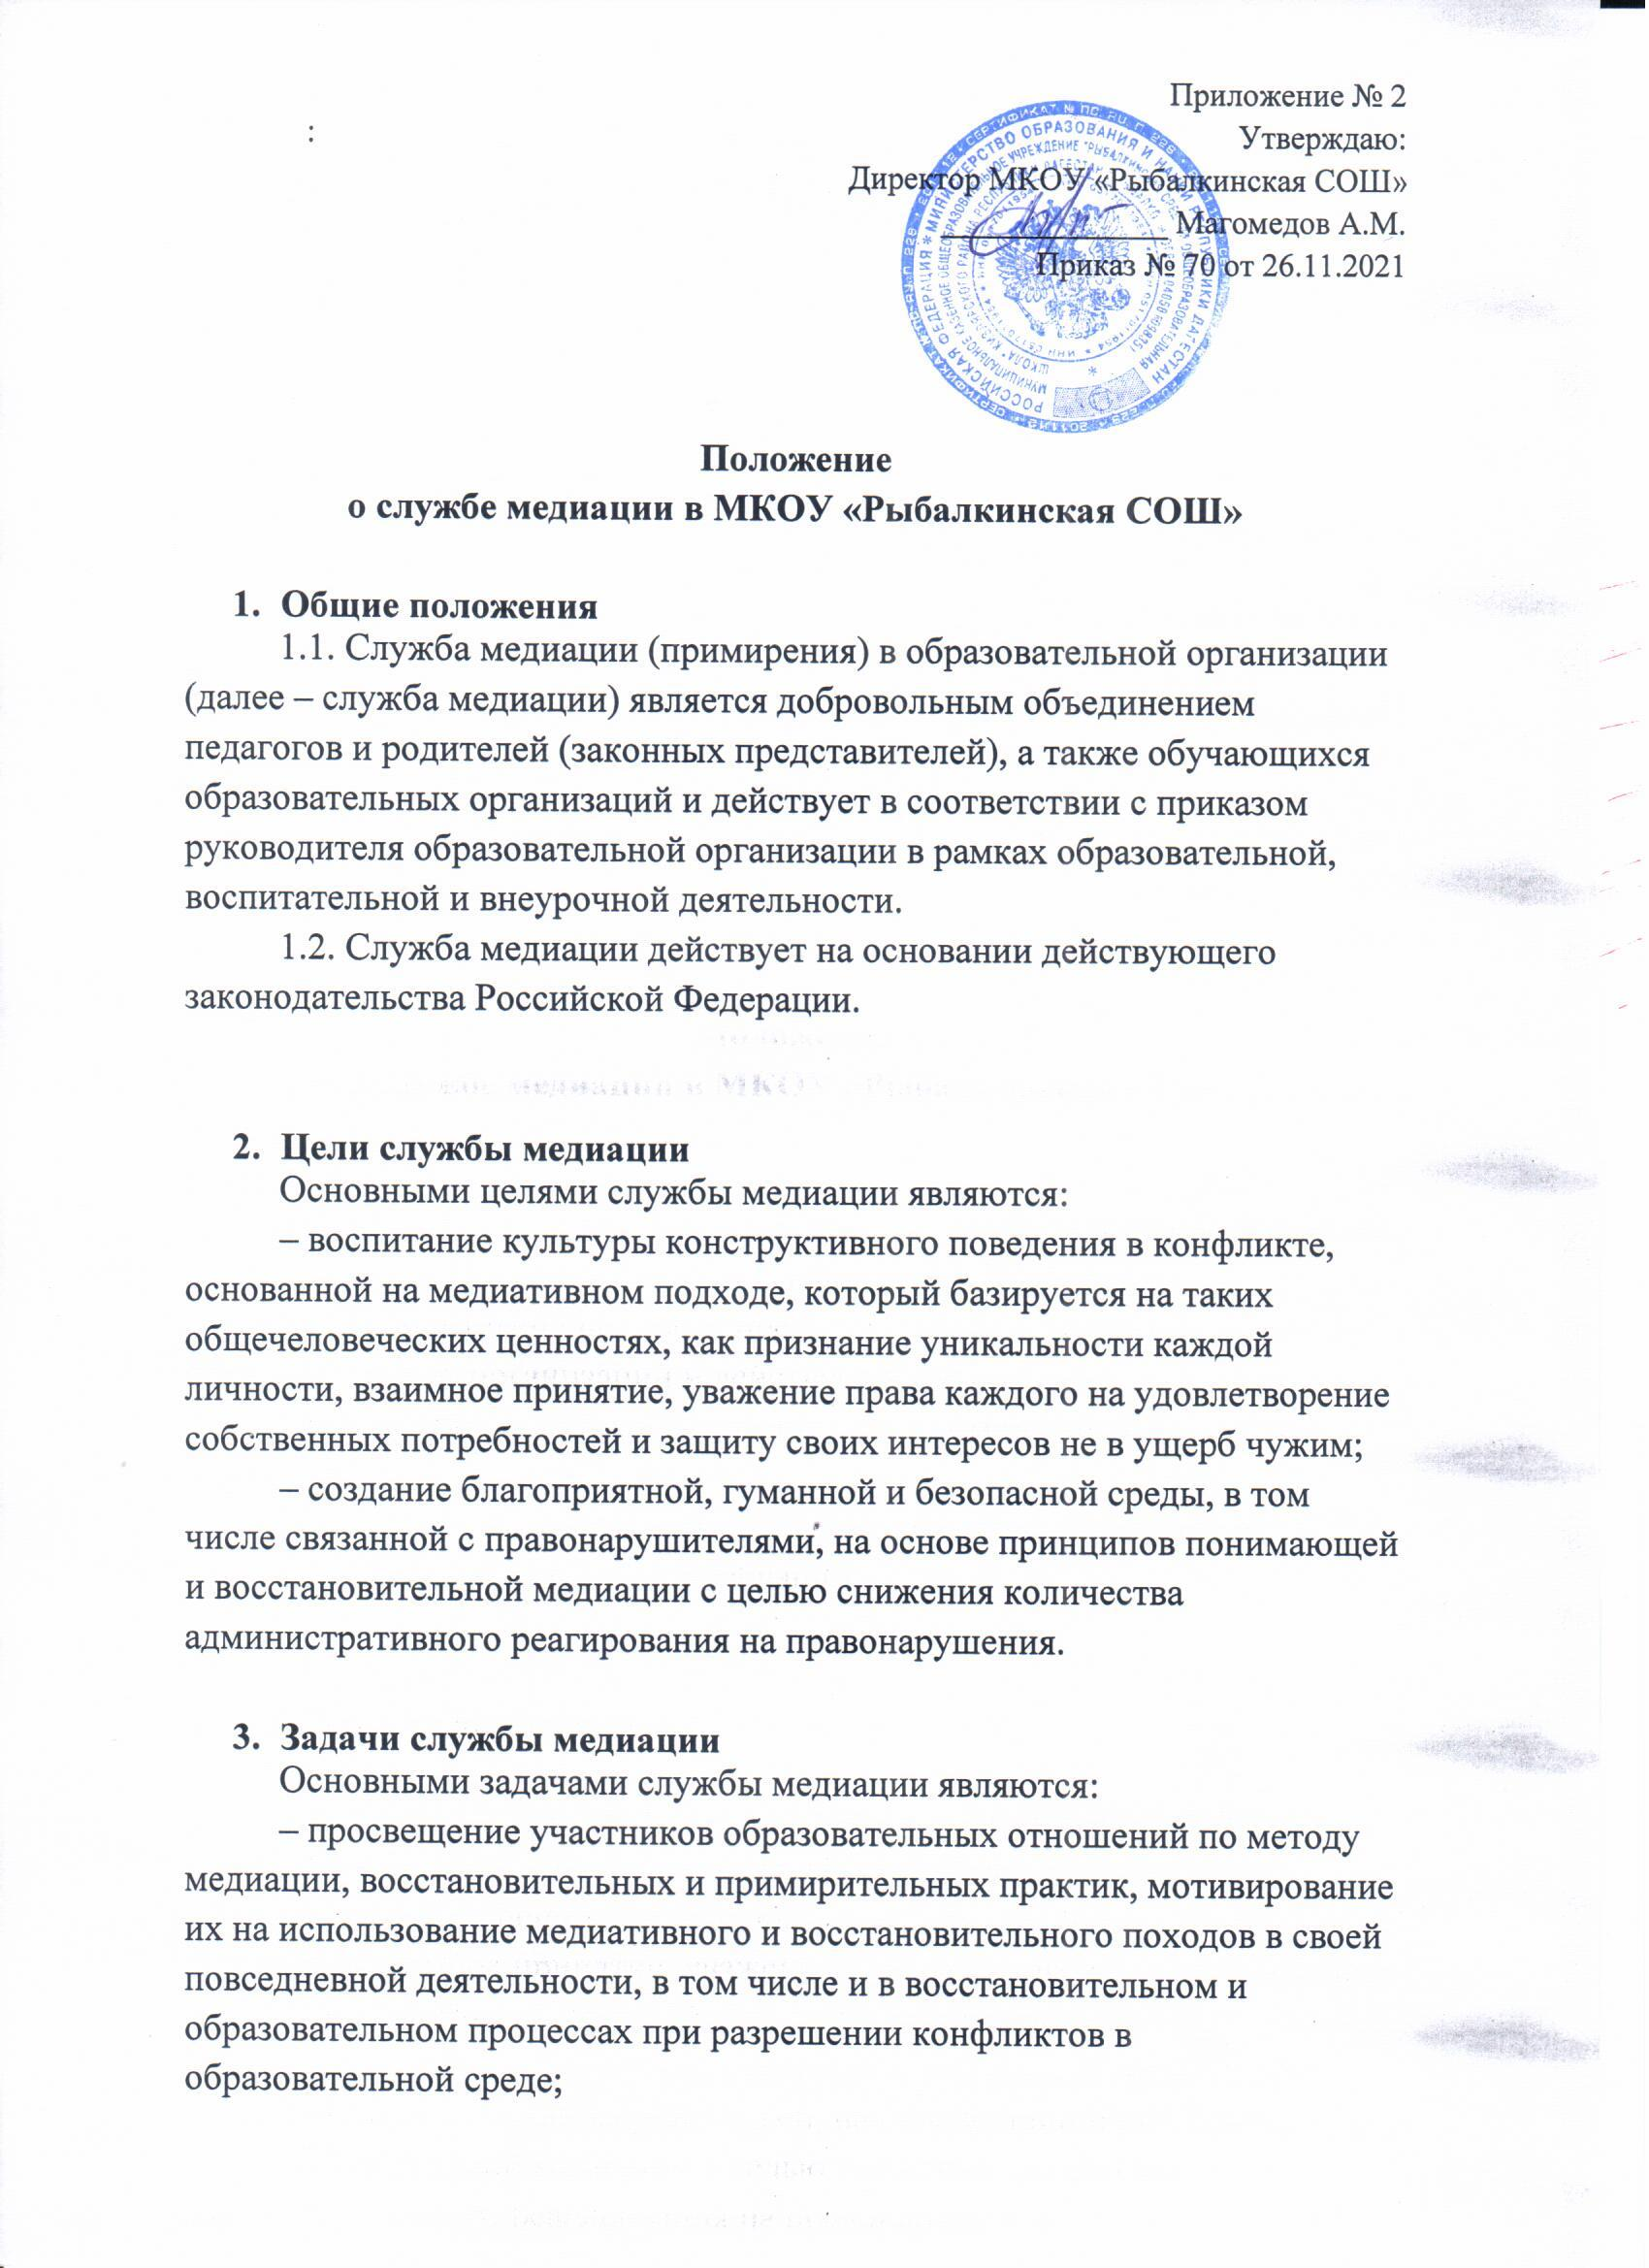 Приложение № 2
Утверждаю:
Директор МКОУ «Рыбалкинская СОШ»
Магомедов А.М.
Приказ № 70 от 26.11.2021
МИНИСТЕРСТВО ОБРАЗОВАНИЯ И НАУКИ РЕСПУБЛИКИ ДАГЕСТАН
РОССИЙСКАЯ ФЕДЕРАЦИЯ
Положение
о службе медиации в МКОУ «Рыбалкинская СОШ»
1. Общие положения
1.1. Служба медиации (примирения) в образовательной организации
(далее – служба медиации) является добровольным объединением
педагогов и родителей (законных представителей), а также обучающихся
образовательных организаций и действует в соответствии с приказом
руководителя образовательной организации в рамках образовательной,
воспитательной и внеурочной деятельности.
1.2. Служба медиации действует на основании действующего
законодательства Российской Федерации.
2. Цели службы медиации
Основными целями службы медиации являются:
– воспитание культуры конструктивного поведения в конфликте,
основанной на медиативном подходе, который базируется на таких
общечеловеческих ценностях, как признание уникальности каждой
личности, взаимное принятие, уважение права каждого на удовлетворение
собственных потребностей и защиту своих интересов не в ущерб чужим;
– создание благоприятной, гуманной и безопасной среды, в том
числе связанной с правонарушителями, на основе принципов понимающей
и восстановительной медиации с целью снижения количества
административного реагирования на правонарушения.
3. Задачи службы медиации
Основными задачами службы медиации являются:
– просвещение участников образовательных отношений по методу
медиации, восстановительных и примирительных практик, мотивирование
их на использование медиативного и восстановительного походов в своей
повседневной деятельности, в том числе и в восстановительном и
образовательном процессах при разрешении конфликтов в
образовательной среде;